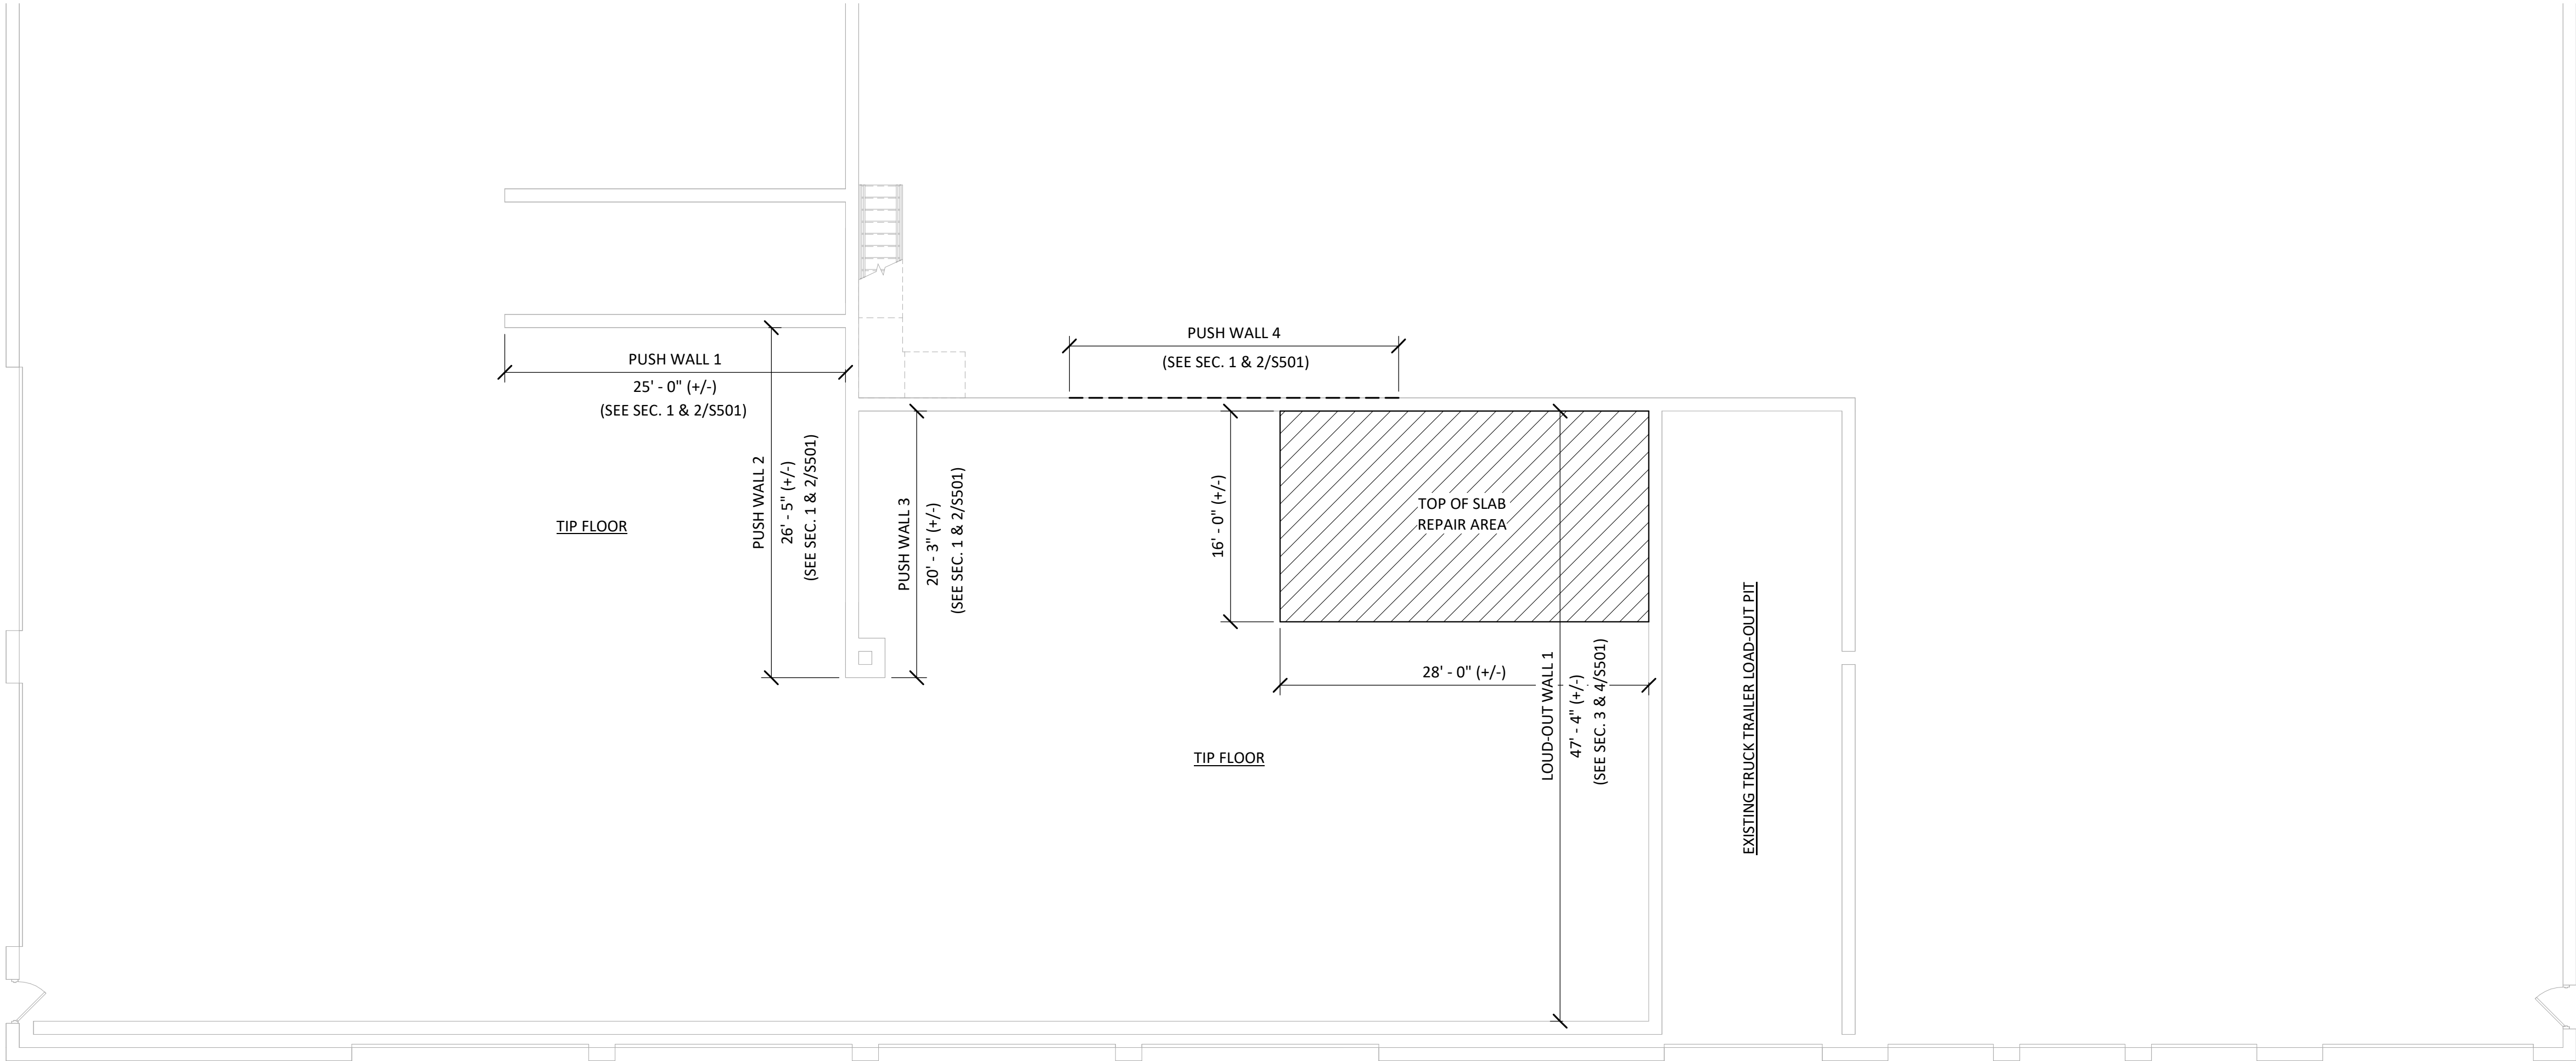 PUSH WALL 4
(SEE SEC. 1 & 2/S501)
PUSH WALL 1
25' - 0" (+/-)
(SEE SEC. 1 & 2/S501)
PUSH WALL 2
26' - 5" (+/-)
(SEE SEC. 1 & 2/S501)
PUSH WALL 3
20' - 3" (+/-)
(SEE SEC. 1 & 2/S501)
16' - 0" (+/-)
TOP OF SLAB
REPAIR AREA
TIP FLOOR
28' - 0" (+/-)
LOUD-OUT WALL 1
47' - 4" (+/-)
(SEE SEC. 3 & 4/S501)
EXISTING TRUCK TRAILER LOAD-OUT PIT
TIP FLOOR